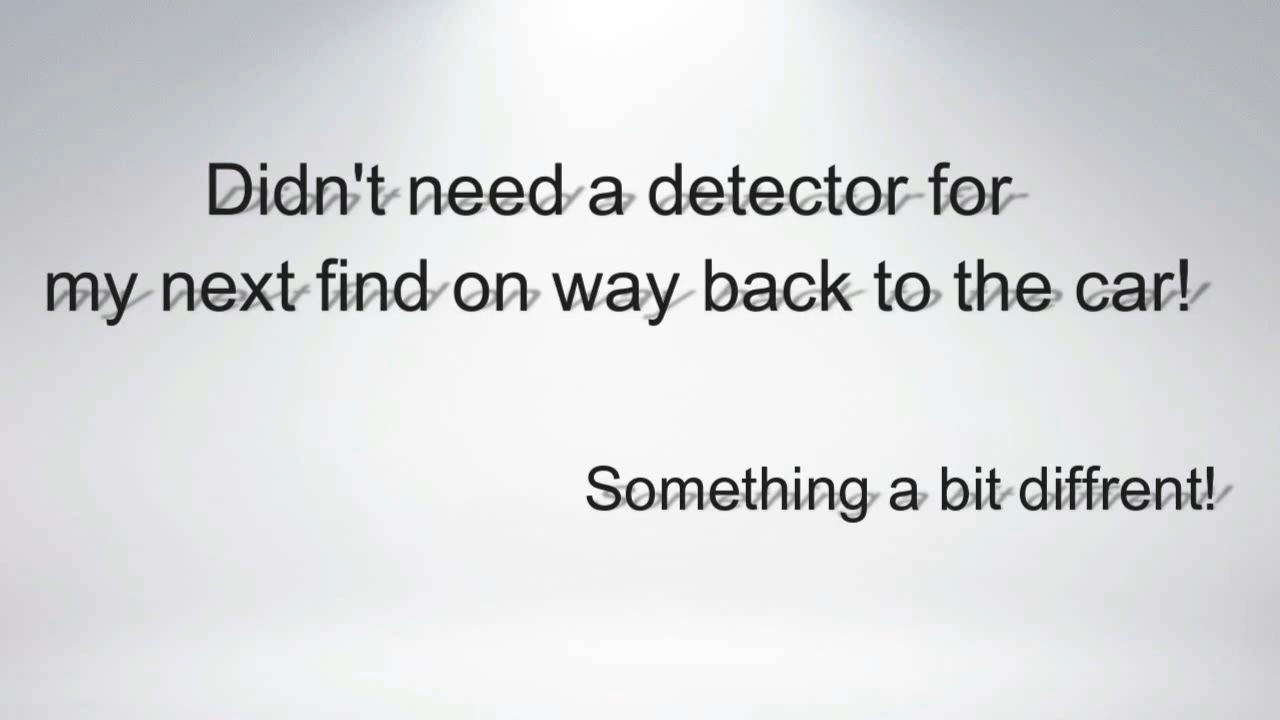 Didn't need a detector for
my next find on way back to the car!
Something a bit diffrent!